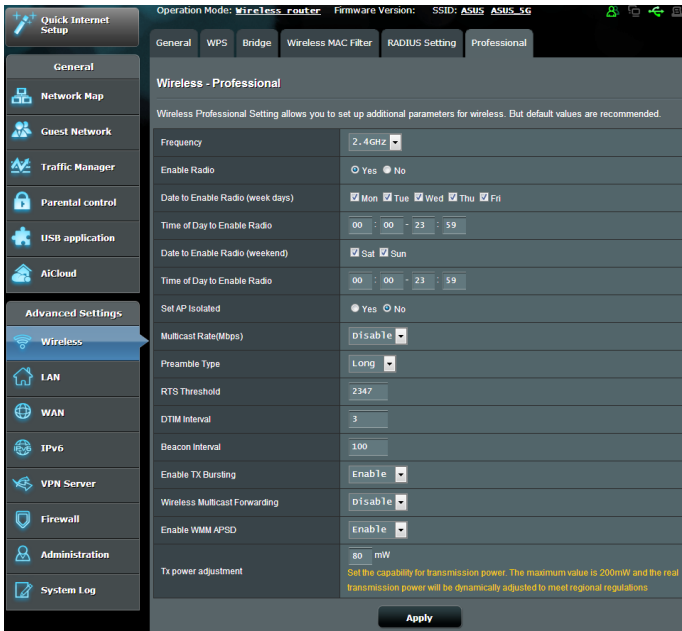 Quick Internet
Setup
Operation Mode: Wireless router Firmware Version: SSID: ASUS ASUS_5G
General WPS Bridge Wireless MAC Filter RADIUS Setting Professional
General
Network Map
Guest Network
Traffic Manager
Parental control
USB application
AiCloud
Advanced Settings
Wireless
LAN
WAN
IPv6
VPN Server
Firewall
Administration
System Log
Wireless - Professional
Wireless Professional Setting allows you to set up additional parameters for wireless. But default values are recommended.
Frequency 2.4GHz
Enable Radio Yes No
Date to Enable Radio (week days) Mon Tue Wed Thu Fri
Time of Day to Enable Radio 00 : 00 - 23 : 59
Date to Enable Radio (weekend) Sat Sun
Time of Day to Enable Radio 00 : 00 - 23 : 59
Set AP Isolated Yes No
Multicast Rate(Mbps) Disable
Preamble Type Long
RTS Threshold 2347
DTIM Interval 3
Beacon Interval 100
Enable TX Bursting Enable
Wireless Multicast Forwarding Disable
Enable WMM APSD Enable
Tx power adjustment 80 mW
Set the capability for transmission power. The maximum value is 200mW and the real
transmission power will be dynamically adjusted to meet regional regulations
Apply